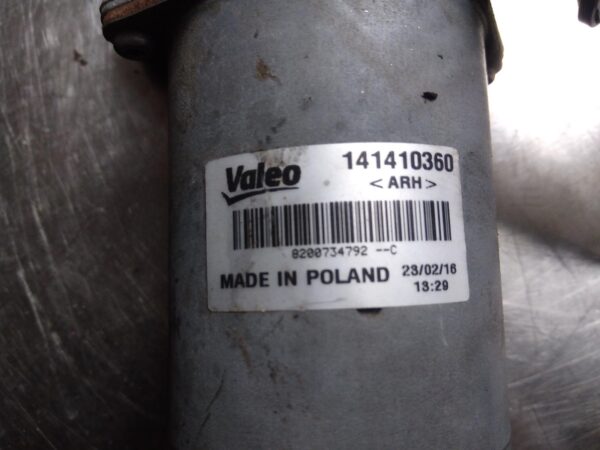 Valeo 141410360
<ARH>
8200734792 --C
MADE IN POLAND 23/02/16
13:29